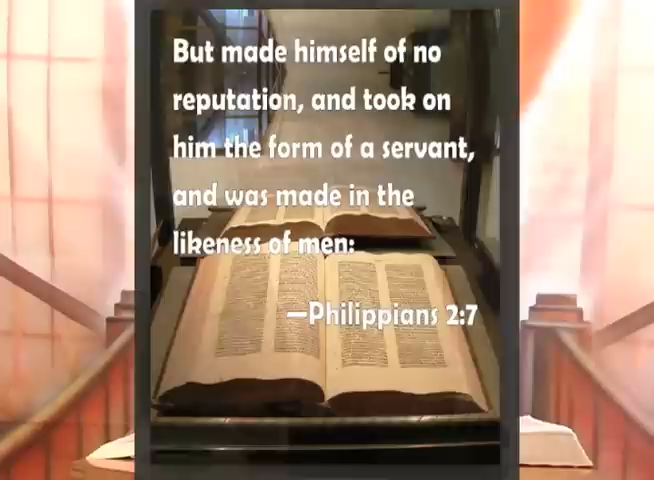 But made himself of no
reputation, and took on
him the form of a servant,
and was made in the
likeness of men:
—Philippians 2:7